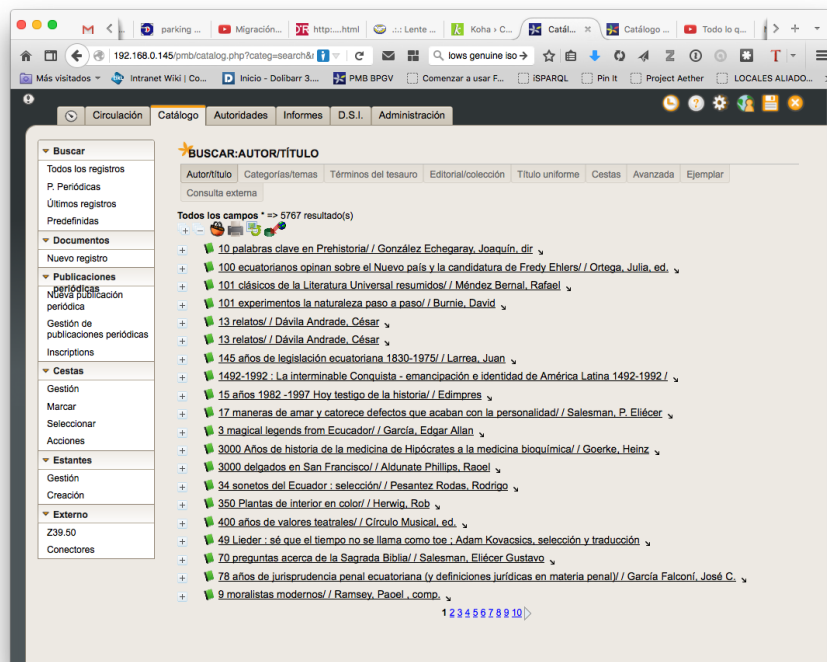 parking ...
Migración...
http:....html
.:.: Lente ...
Koha › C...
Catál...
Catálogo ...
Todo lo q...
192.168.0.145/pmb/catalog.php?categ=search&
lows genuine iso →
Más visitados
Intranet Wiki | Co...
Inicio - Dolibarr 3....
PMB BPGV
Comenzar a usar F...
iSPARQL
Pin It
Project Aether
LOCALES ALIADO...
Circulación
Catálogo
Autoridades
Informes
D.S.I.
Administración
Buscar
Todos los registros
P. Periódicas
Últimos registros
Predefinidas
Documentos
Nuevo registro
Publicaciones periódicas
Nueva publicación
periódica
Gestión de
publicaciones periódicas
Inscriptions
Cestas
Gestión
Marcar
Seleccionar
Acciones
Estantes
Gestión
Creación
Externo
Z39.50
Conectores
BUSCAR:AUTOR/TÍTULO
Autor/título
Categorías/temas
Términos del tesauro
Editorial/colección
Título uniforme
Cestas
Avanzada
Ejemplar
Consulta externa
Todos los campos * => 5767 resultado(s)
10 palabras clave en Prehistoria/ / González Echegaray, Joaquín, dir
100 ecuatorianos opinan sobre el Nuevo país y la candidatura de Fredy Ehlers/ / Ortega, Julia, ed.
101 clásicos de la Literatura Universal resumidos/ / Méndez Bernal, Rafael
101 experimentos la naturaleza paso a paso/ / Burnie, David
13 relatos/ / Dávila Andrade, César
13 relatos/ / Dávila Andrade, César
145 años de legislación ecuatoriana 1830-1975/ / Larrea, Juan
1492-1992 : La interminable Conquista - emancipación e identidad de América Latina 1492-1992 /
15 años 1982 -1997 Hoy testigo de la historia/ / Edimpres
17 maneras de amar y catorece defectos que acaban con la personalidad/ / Salesman, P. Eliécer
3 magical legends from Ecucador/ / García, Edgar Allan
3000 Años de historia de la medicina de Hipócrates a la medicina bioquímica/ / Goerke, Heinz
3000 delgados en San Francisco/ / Aldunate Phillips, Raoel
34 sonetos del Ecuador : selección/ / Pesantez Rodas, Rodrigo
350 Plantas de interior en color/ / Herwig, Rob
400 años de valores teatrales/ / Círculo Musical, ed.
49 Lieder : sé que el tiempo no se llama como toe ; Adam Kovacsics, selección y traducción
70 preguntas acerca de la Sagrada Biblia/ / Salesman, Eliécer Gustavo
78 años de jurisprudencia penal ecuatoriana (y definiciones jurídicas en materia penal)/ / García Falconí, José C.
9 moralistas modernos/ / Ramsey, Paoel , comp.
1 2 3 4 5 6 7 8 9 10